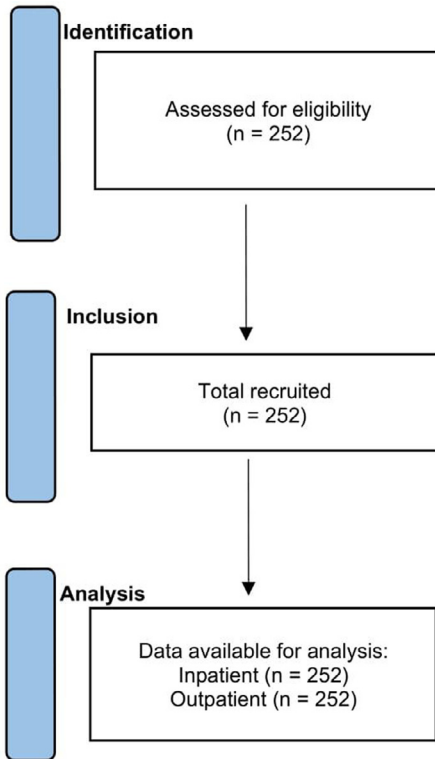 Identification
Assessed for eligibility
(n = 252)
Inclusion
Total recruited
(n = 252)
Analysis
Data available for analysis:
Inpatient (n = 252)
Outpatient (n = 252)